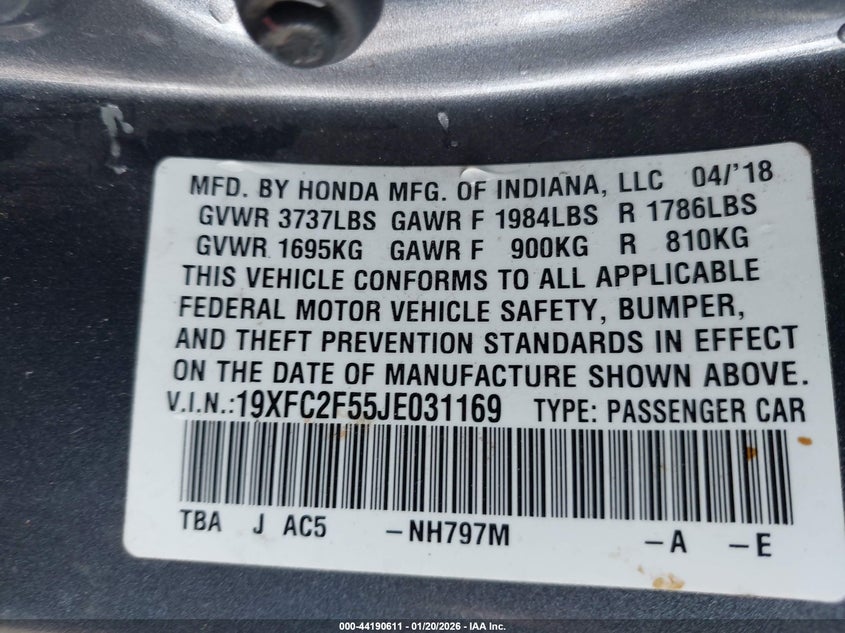 MFD. BY HONDA MFG. OF INDIANA, LLC 04/'18
GVWR 3737LBS GAWR F 1984LBS R 1786LBS
GVWR 1695KG GAWR F 900KG R 810KG
THIS VEHICLE CONFORMS TO ALL APPLICABLE
FEDERAL MOTOR VEHICLE SAFETY, BUMPER,
AND THEFT PREVENTION STANDARDS IN EFFECT
ON THE DATE OF MANUFACTURE SHOWN ABOVE.
V.I.N.:19XFC2F55JE031169 TYPE: PASSENGER CAR
TBA J AC5 -NH797M -A -E
000-44190611 - 01/20/2026 - IAA Inc.